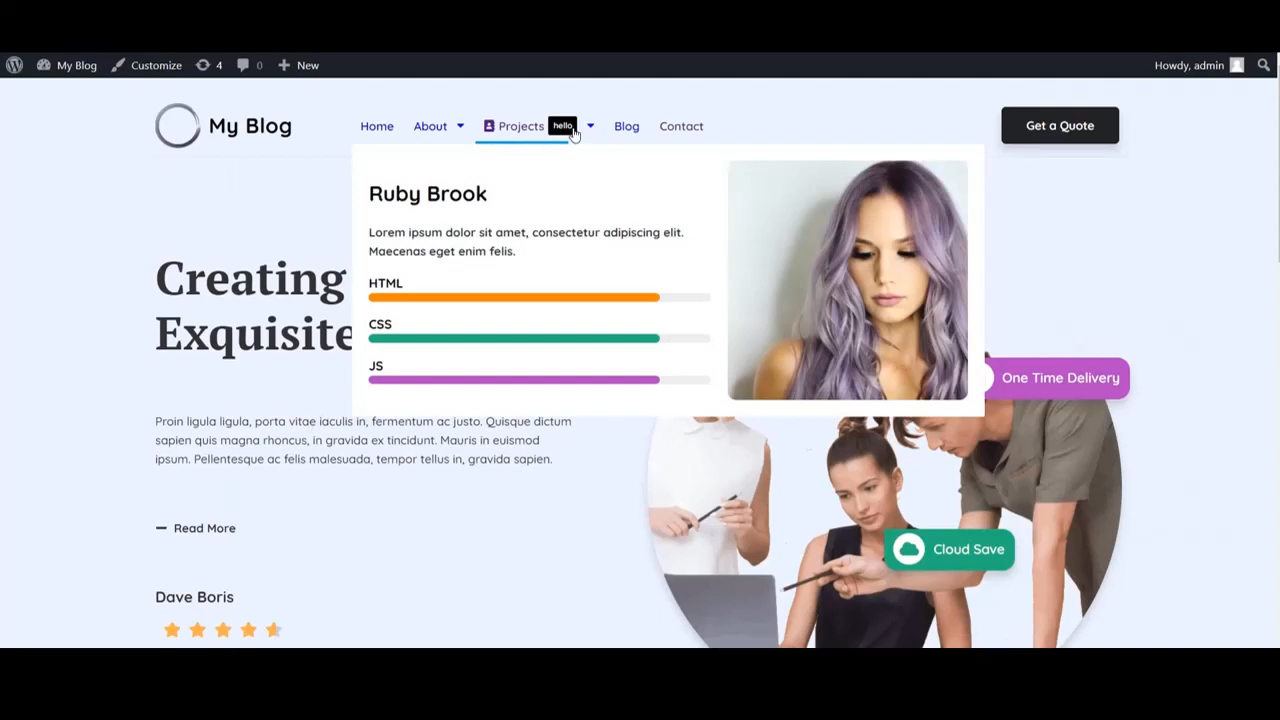 My Blog
Customize
4
0
New
Howdy, admin
My Blog
Home
About
Projects
hello
Blog
Contact
Get a Quote
Ruby Brook
Lorem ipsum dolor sit amet, consectetur adipiscing elit.
Maecenas eget enim felis.
HTML
CSS
JS
Creating
Exquisite
One Time Delivery
Proin ligula ligula, porta vitae iaculis in, fermentum ac justo. Quisque dictum
sapien quis magna rhoncus, in gravida ex tincidunt. Mauris in euismod
ipsum. Pellentesque ac felis malesuada, tempor tellus in, gravida sapien.
Read More
Cloud Save
Dave Boris